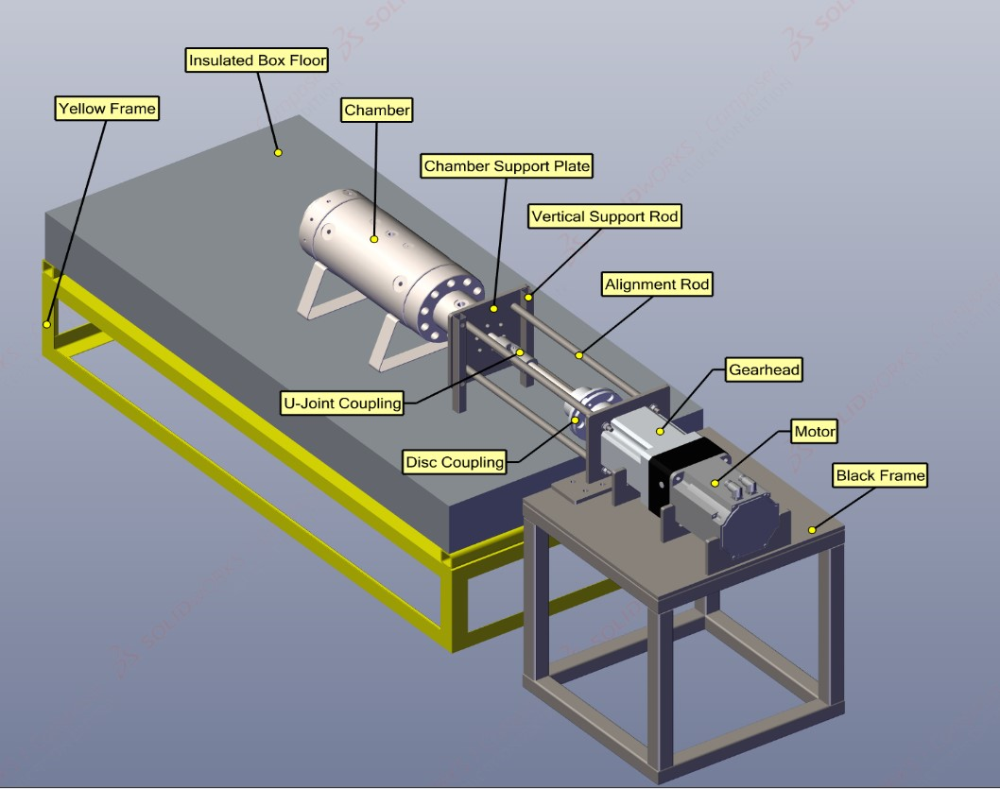 Insulated Box Floor
Yellow Frame
Chamber
Chamber Support Plate
Vertical Support Rod
Alignment Rod
Gearhead
U-Joint Coupling
Motor
Disc Coupling
Black Frame